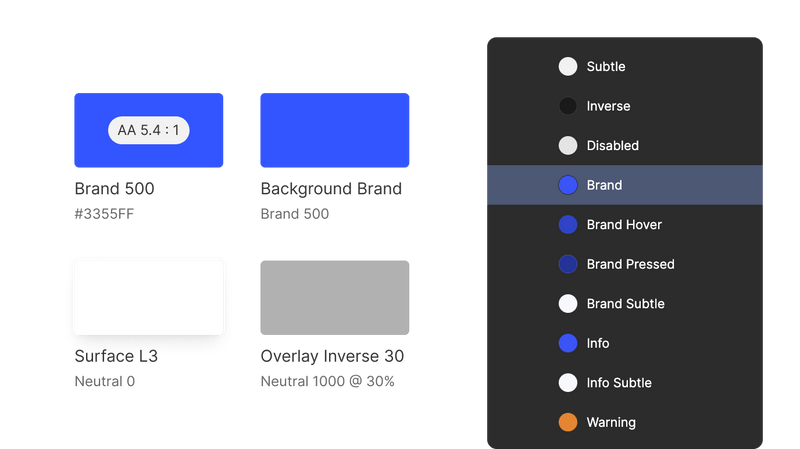 AA 5.4 : 1
Brand 500
#3355FF
Background Brand
Brand 500
Surface L3
Neutral 0
Overlay Inverse 30
Neutral 1000 @ 30%
Subtle
Inverse
Disabled
Brand
Brand Hover
Brand Pressed
Brand Subtle
Info
Info Subtle
Warning